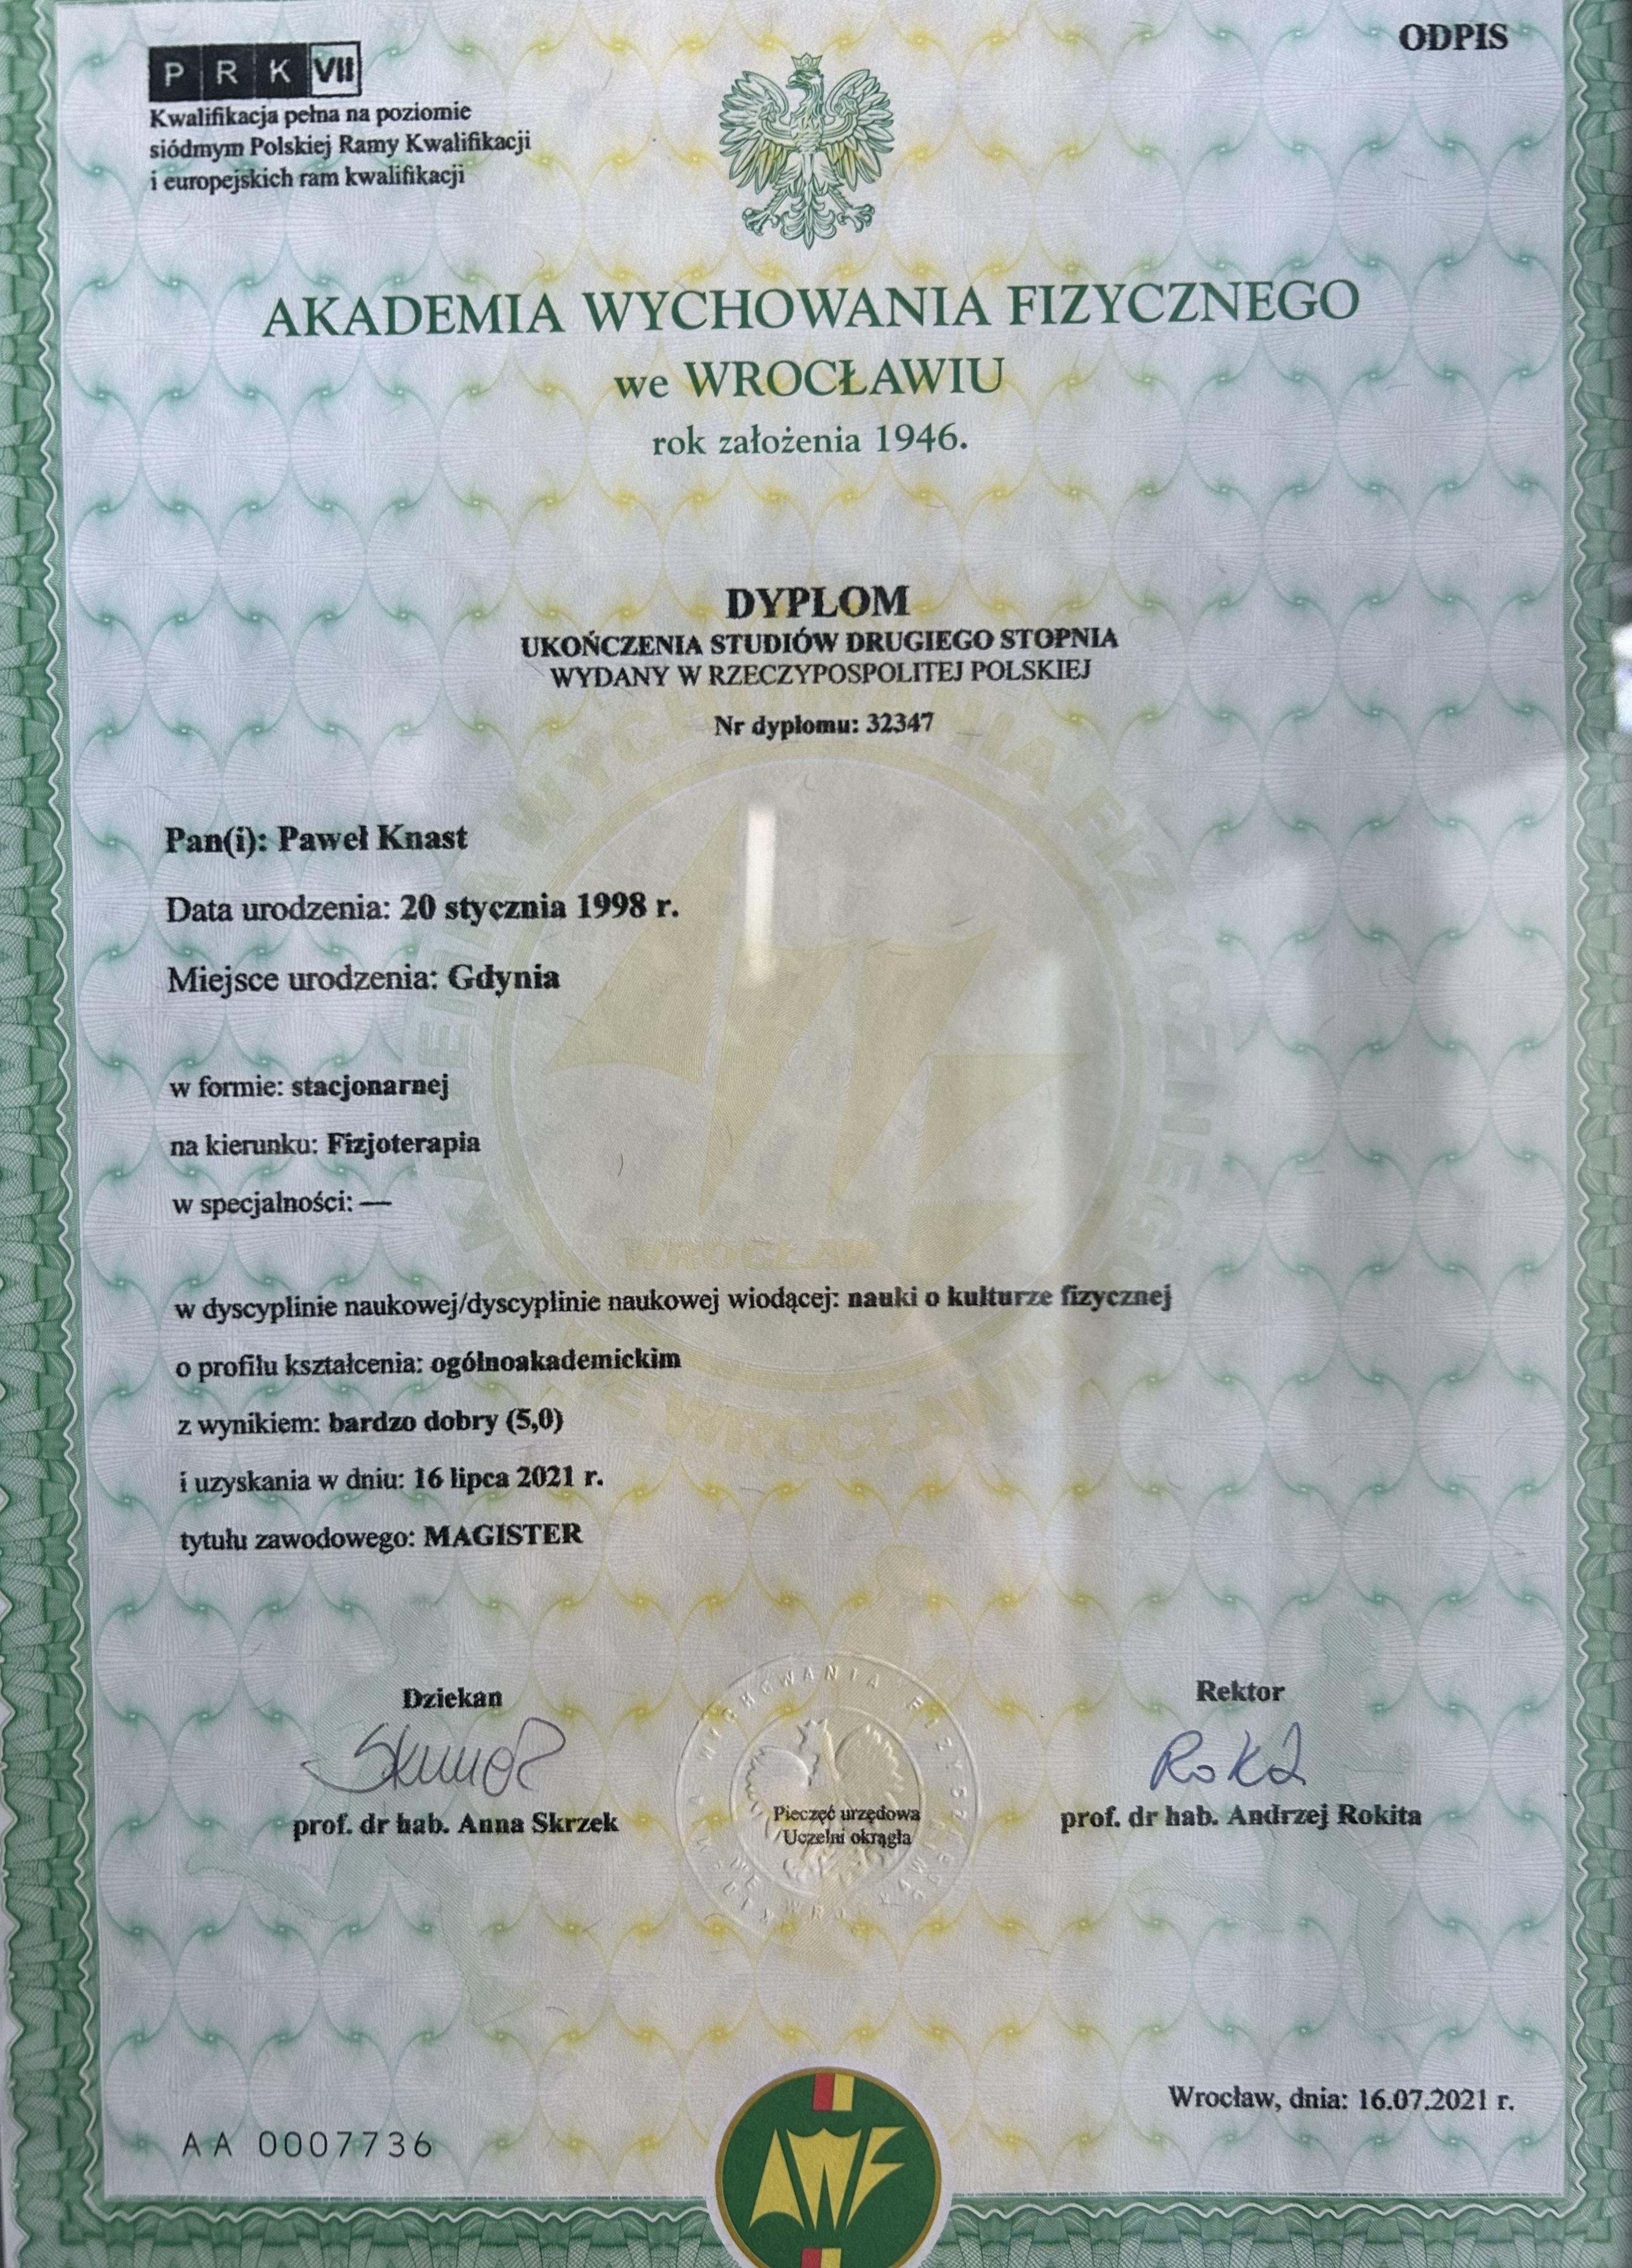 ODPIS
PRK VII
Kwalifikacja pełna na poziomie
siódmym Polskiej Ramy Kwalifikacji
i europejskich ram kwalifikacji
AKADEMIA WYCHOWANIA FIZYCZNEGO
we WROCŁAWIU
rok założenia 1946.
DYPLOM
UKOŃCZENIA STUDIÓW DRUGIEGO STOPNIA
WYDANY W RZECZYPOSPOLITEJ POLSKIEJ
Nr dyplomu: 32347
Pan(i): Paweł Knast
Data urodzenia: 20 stycznia 1998 r.
Miejsce urodzenia: Gdynia
w formie: stacjonarnej
na kierunku: Fizjoterapia
w specjalności: —
WROCŁAW
w dyscyplinie naukowej/dyscyplinie naukowej wiodącej: nauki o kulturze fizycznej
o profilu kształcenia: ogólnoakademickim
z wynikiem: bardzo dobry (5,0)
i uzyskania w dniu: 16 lipca 2021 r.
tytułu zawodowego: MAGISTER
Dziekan
prof. dr hab. Anna Skrzek
Pieczęć urzędowa
Uczelni okrągła
Rektor
prof. dr hab. Andrzej Rokita
Wrocław, dnia: 16.07.2021 r.
AA 0007736
AWF